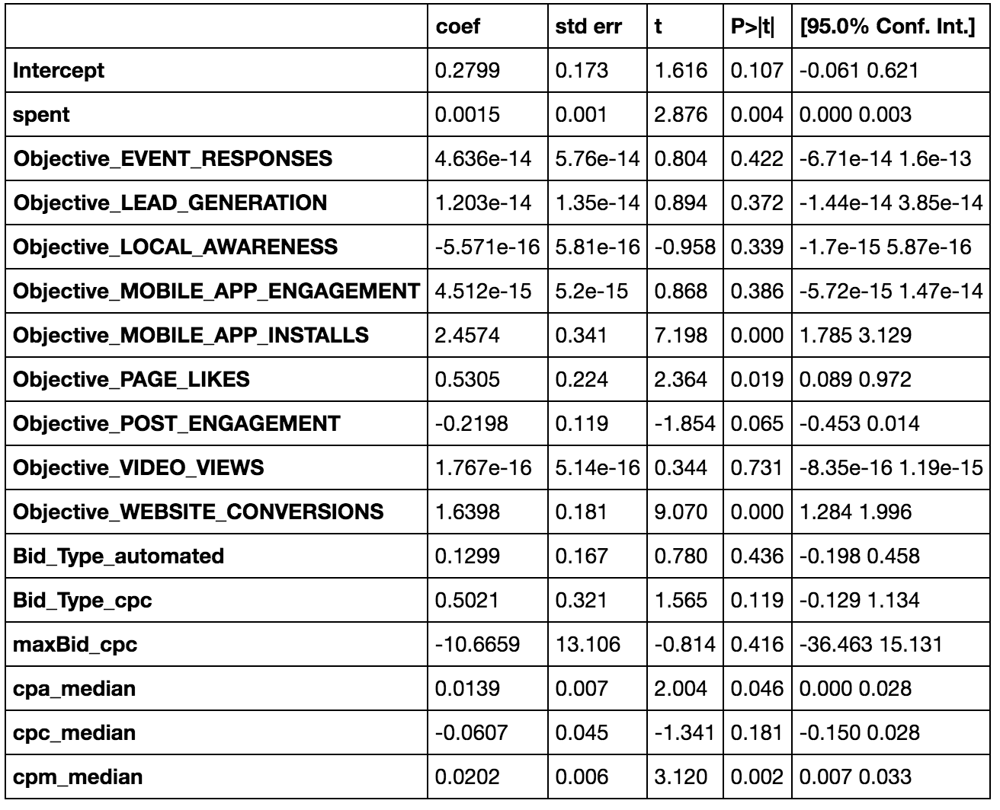 coef std err t P>|t| [95.0% Conf. Int.]
Intercept 0.2799 0.173 1.616 0.107 -0.061 0.621
spent 0.0015 0.001 2.876 0.004 0.000 0.003
Objective_EVENT_RESPONSES 4.636e-14 5.76e-14 0.804 0.422 -6.71e-14 1.6e-13
Objective_LEAD_GENERATION 1.203e-14 1.35e-14 0.894 0.372 -1.44e-14 3.85e-14
Objective_LOCAL_AWARENESS -5.571e-16 5.81e-16 -0.958 0.339 -1.7e-15 5.87e-16
Objective_MOBILE_APP_ENGAGEMENT 4.512e-15 5.2e-15 0.868 0.386 -5.72e-15 1.47e-14
Objective_MOBILE_APP_INSTALLS 2.4574 0.341 7.198 0.000 1.785 3.129
Objective_PAGE_LIKES 0.5305 0.224 2.364 0.019 0.089 0.972
Objective_POST_ENGAGEMENT -0.2198 0.119 -1.854 0.065 -0.453 0.014
Objective_VIDEO_VIEWS 1.767e-16 5.14e-16 0.344 0.731 -8.35e-16 1.19e-15
Objective_WEBSITE_CONVERSIONS 1.6398 0.181 9.070 0.000 1.284 1.996
Bid_Type_automated 0.1299 0.167 0.780 0.436 -0.198 0.458
Bid_Type_cpc 0.5021 0.321 1.565 0.119 -0.129 1.134
maxBid_cpc -10.6659 13.106 -0.814 0.416 -36.463 15.131
cpa_median 0.0139 0.007 2.004 0.046 0.000 0.028
cpc_median -0.0607 0.045 -1.341 0.181 -0.150 0.028
cpm_median 0.0202 0.006 3.120 0.002 0.007 0.033